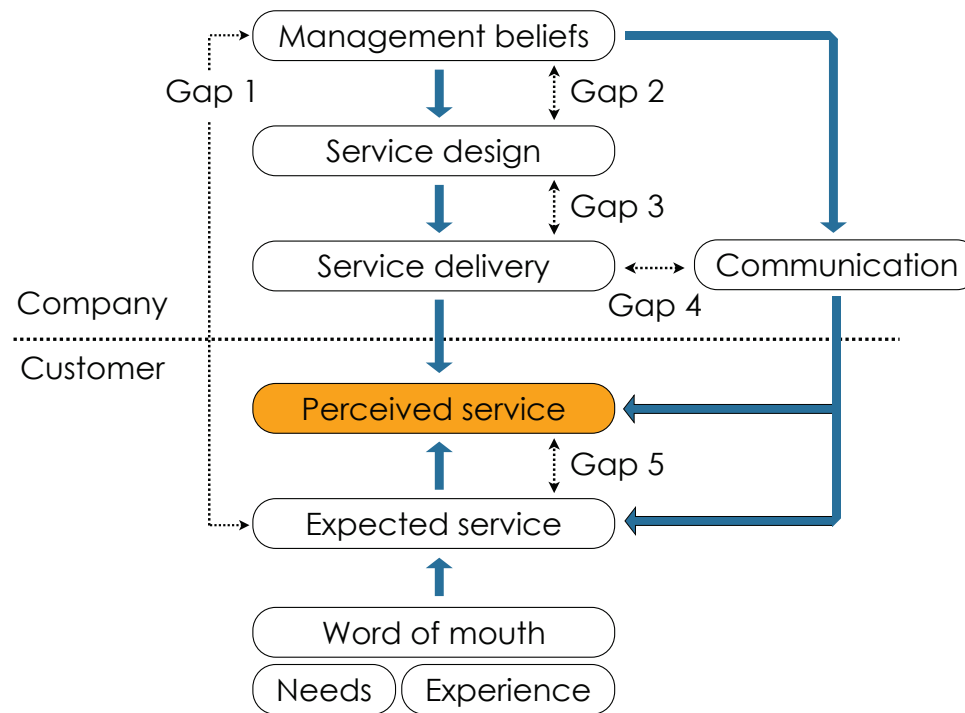 Management beliefs
Gap 1
Gap 2
Service design
Gap 3
Service delivery
Communication
Gap 4
Company
Customer
Perceived service
Gap 5
Expected service
Word of mouth
Needs
Experience